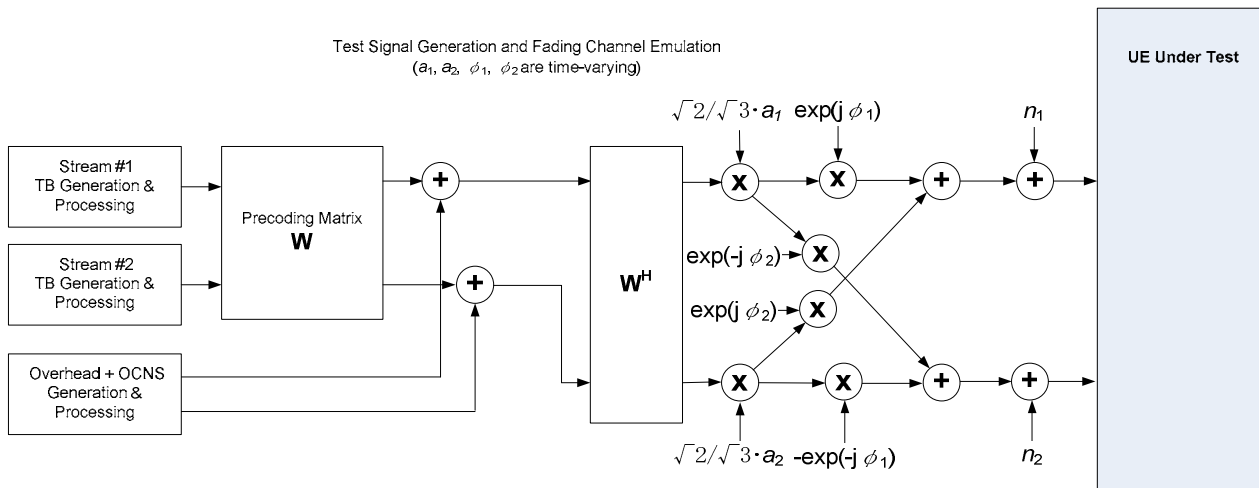 Test Signal Generation and Fading Channel Emulation
(a₁, a₂, ϕ₁, ϕ₂ are time-varying)
UE Under Test
√2/√3·a₁
exp(j ϕ₁)
n₁
Stream #1
TB Generation &
Processing
Precoding Matrix
W
Stream #2
TB Generation &
Processing
Overhead + OCNS
Generation &
Processing
+
+
Wᴴ
x
x
+
+
exp(-j ϕ₂)
x
exp(j ϕ₂)
x
x
x
+
+
√2/√3·a₂
-exp(-j ϕ₁)
n₂